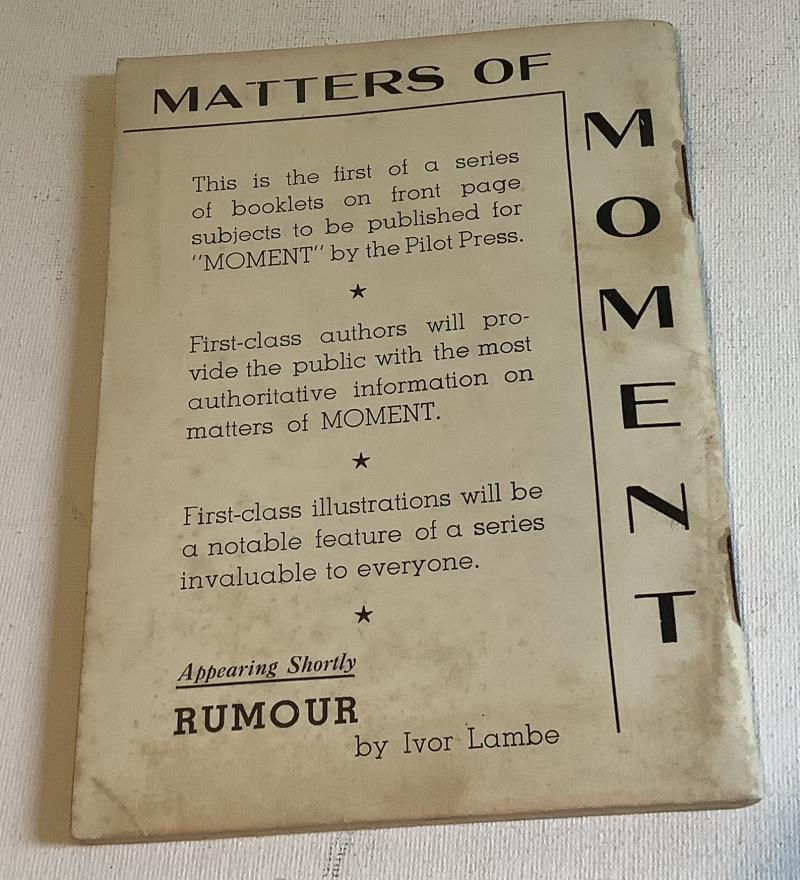 MATTERS OF
MOMENT
This is the first of a series
of booklets on front page
subjects to be published for
"MOMENT" by the Pilot Press.
★
First-class authors will pro-
vide the public with the most
authoritative information on
matters of MOMENT.
★
First-class illustrations will be
a notable feature of a series
invaluable to everyone.
★
Appearing Shortly
RUMOUR
by Ivor Lambe